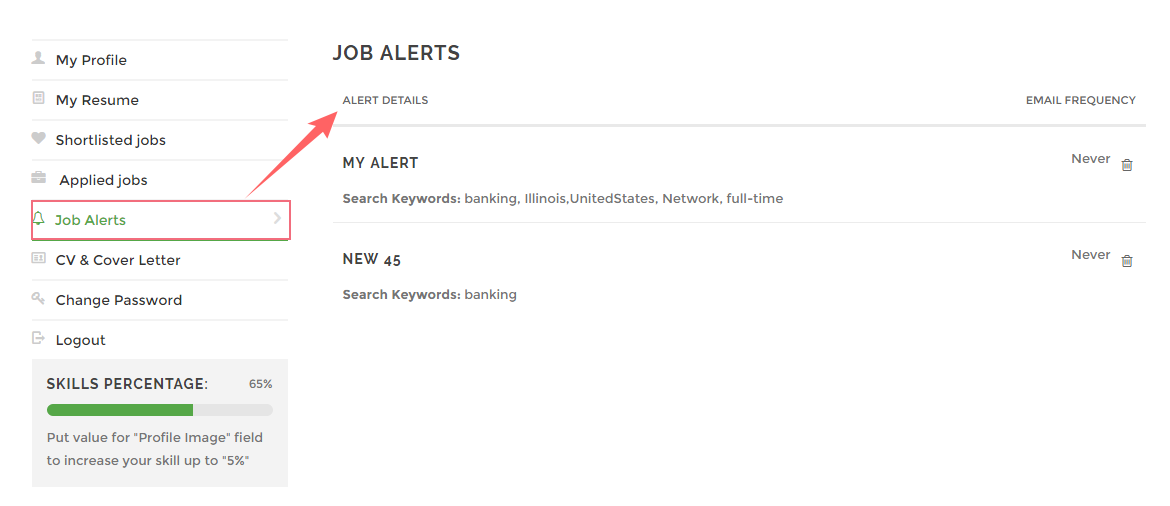 My Profile
My Resume
Shortlisted jobs
Applied jobs
Job Alerts
CV & Cover Letter
Change Password
Logout
SKILLS PERCENTAGE: 65%
Put value for "Profile Image" field
to increase your skill up to "5%"
JOB ALERTS
ALERT DETAILS EMAIL FREQUENCY
MY ALERT Never
Search Keywords: banking, Illinois,UnitedStates, Network, full-time
NEW 45 Never
Search Keywords: banking